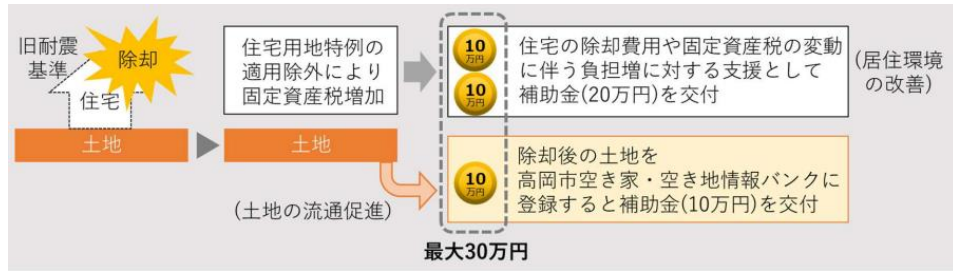 旧耐震
基準
除却
住宅
土地
住宅用地特例の
適用除外により
固定資産税増加
土地
(土地の流通促進)
10
万円
10
万円
住宅の除却費用や固定資産税の変動
に伴う負担増に対する支援として
補助金(20万円)を交付
(居住環境
の改善)
10
万円
除却後の土地を
高岡市空き家・空き地情報バンクに
登録すると補助金(10万円)を交付
最大30万円